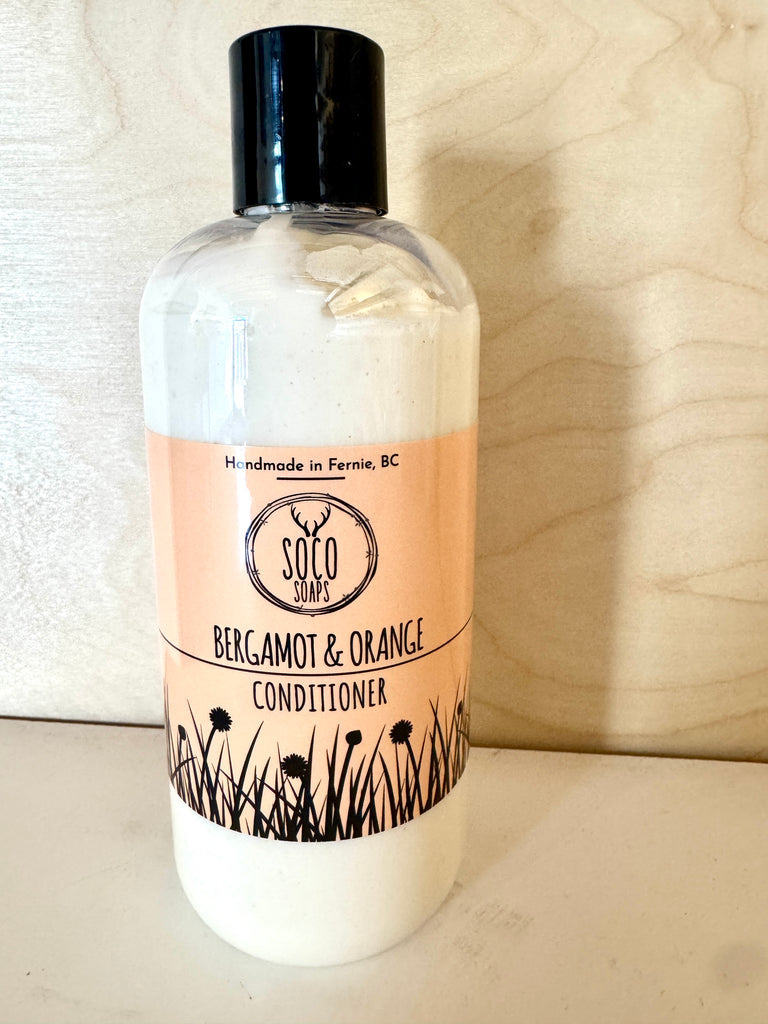 Handmade in Fernie, BC
SOCO
SOAPS
BERGAMOT & ORANGE
CONDITIONER